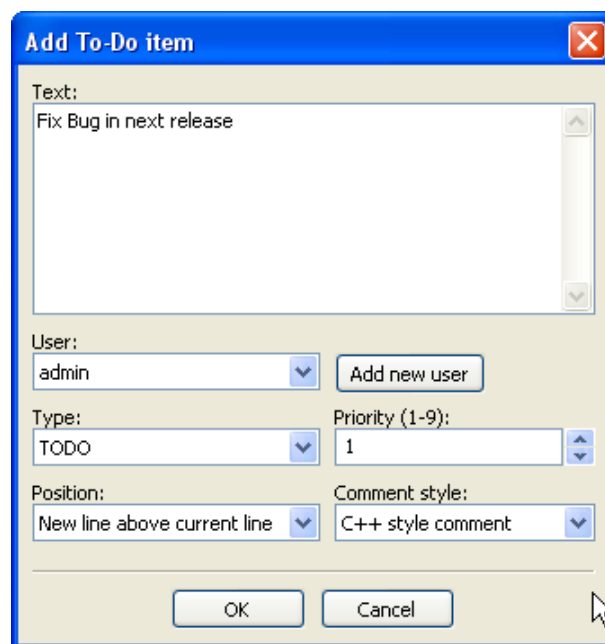 Add To-Do item
Text:
Fix Bug in next release
User:
admin
Add new user
Type:
Priority (1-9):
TODO
1
Position:
Comment style:
New line above current line
C++ style comment
OK
Cancel